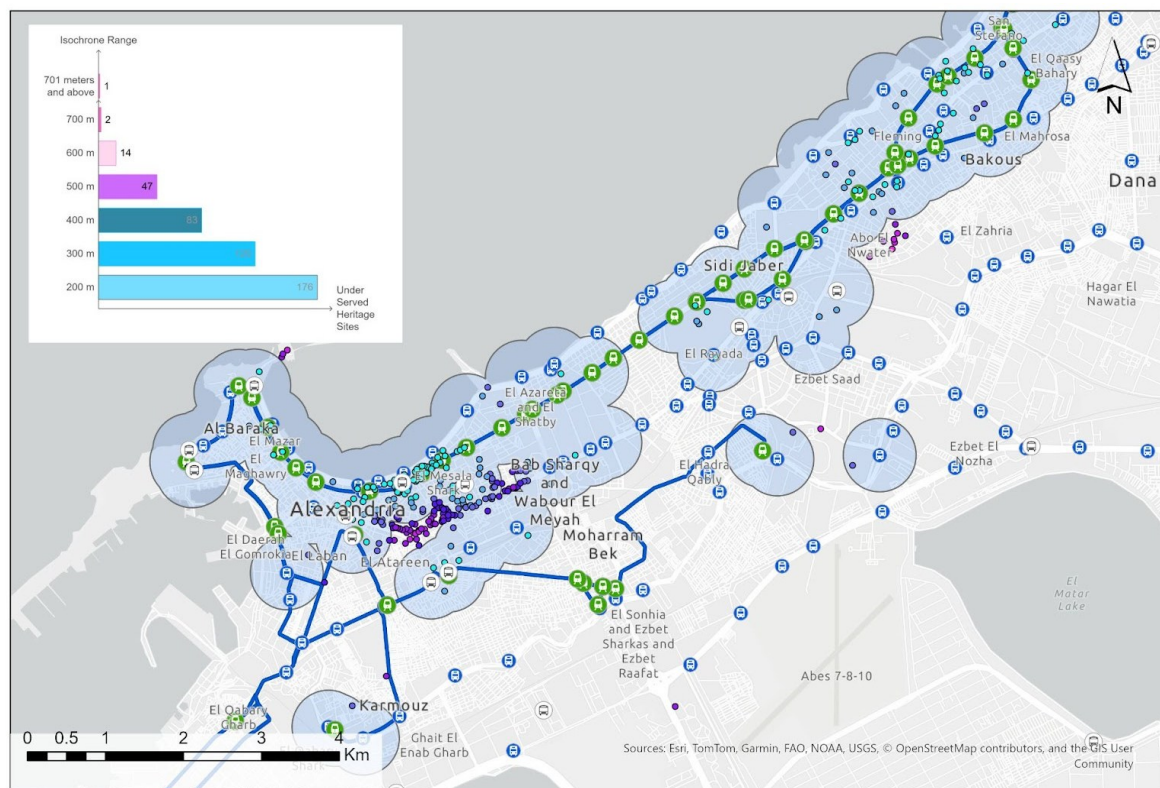 Isochrone Range
701 meters
and above
1
700 m
2
600 m
14
500 m
47
400 m
83
300 m
200 m
176
Under
Served
Heritage
Sites
San
Stefano
El Qaasy
Bahary
N
Fleming
El Mahrosa
Bakous
Dana
Abo El
Nwater
El Zahria
Sidi Jaber
Hagar El
Nawatia
El Reyada
Ezbet Saad
El Azareta
and El
Shatby
Al-Baraka
El Mazar
El
Maghawry
Ezbet El
Nozha
El Hadra
Qably
El Mesala
Shark
Bab Sharqy
and
Wabour El
Meyah
Alexandria
Moharram
Bek
El Daerah
El Gomrokia
El Laban
El Atareen
El
Matar
Lake
El Sonhia
and Ezbet
Sharkas and
Ezbet
Raafat
Abes 7-8-10
Karmouz
El Qabary
Gharb
Ghait El
Enab Gharb
0 0.5 1 2 3 4
Km
Sources: Esri, TomTom, Garmin, FAO, NOAA, USGS, © OpenStreetMap contributors, and the GIS User
Community